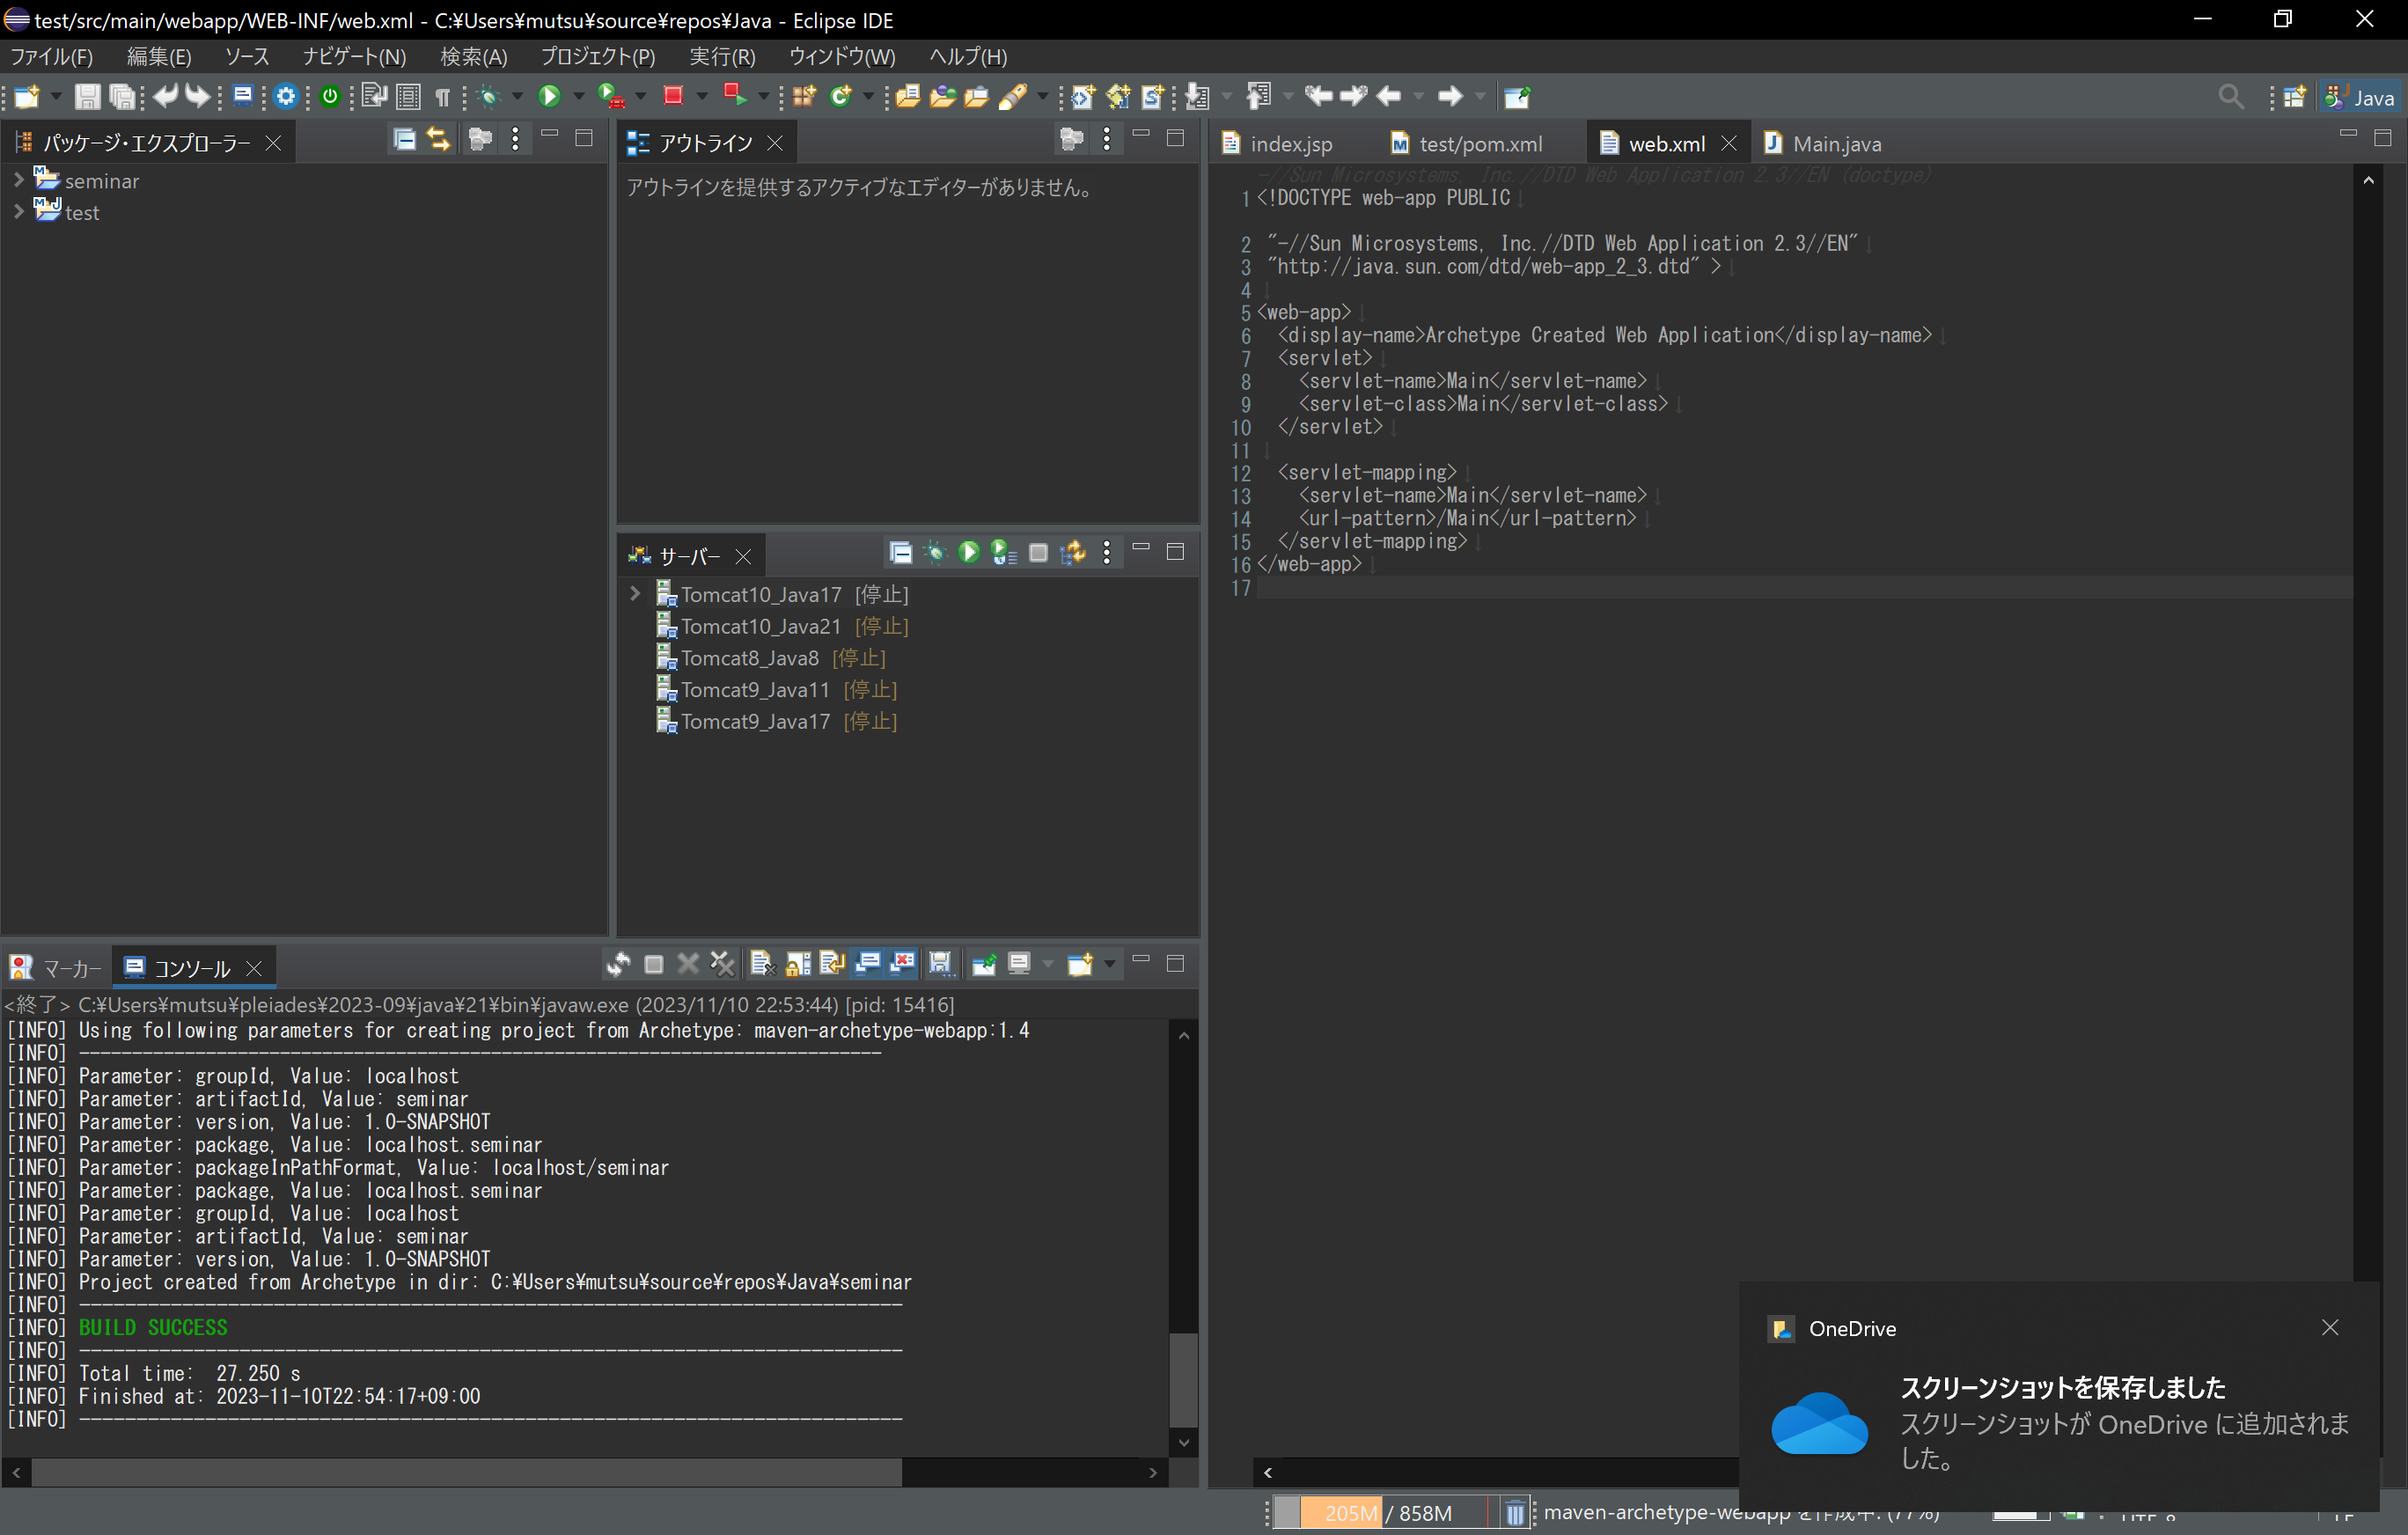 test/src/main/webapp/WEB-INF/web.xml - C:¥Users¥mutsu¥source¥repos¥Java - Eclipse IDE
ファイル(F) 編集(E) ソース ナビゲート(N) 検索(A) プロジェクト(P) 実行(R) ウィンドウ(W) ヘルプ(H)
Java
パッケージ・エクスプローラー
seminar
test
アウトライン
アウトラインを提供するアクティブなエディターがありません。
サーバー
Tomcat10_Java17 [停止]
Tomcat10_Java21 [停止]
Tomcat8_Java8 [停止]
Tomcat9_Java11 [停止]
Tomcat9_Java17 [停止]
index.jsp test/pom.xml web.xml Main.java
-//Sun Microsystems, Inc.//DTD Web Application 2.3//EN (doctype)
1 <!DOCTYPE web-app PUBLIC
2 "-//Sun Microsystems, Inc.//DTD Web Application 2.3//EN"
3 "http://java.sun.com/dtd/web-app_2_3.dtd" >
4
5 <web-app>
6 <display-name>Archetype Created Web Application</display-name>
7 <servlet>
8 <servlet-name>Main</servlet-name>
9 <servlet-class>Main</servlet-class>
10 </servlet>
11
12 <servlet-mapping>
13 <servlet-name>Main</servlet-name>
14 <url-pattern>/Main</url-pattern>
15 </servlet-mapping>
16 </web-app>
17
マーカー コンソール
<終了> C:¥Users¥mutsu¥pleiades¥2023-09¥java¥21¥bin¥javaw.exe (2023/11/10 22:53:44) [pid: 15416]
[INFO] Using following parameters for creating project from Archetype: maven-archetype-webapp:1.4
[INFO] ----------------------------------------------------------------------------
[INFO] Parameter: groupId, Value: localhost
[INFO] Parameter: artifactId, Value: seminar
[INFO] Parameter: version, Value: 1.0-SNAPSHOT
[INFO] Parameter: package, Value: localhost.seminar
[INFO] Parameter: packageInPathFormat, Value: localhost/seminar
[INFO] Parameter: package, Value: localhost.seminar
[INFO] Parameter: groupId, Value: localhost
[INFO] Parameter: artifactId, Value: seminar
[INFO] Parameter: version, Value: 1.0-SNAPSHOT
[INFO] Project created from Archetype in dir: C:¥Users¥mutsu¥source¥repos¥Java¥seminar
[INFO] ------------------------------------------------------------------------
[INFO] BUILD SUCCESS
[INFO] ------------------------------------------------------------------------
[INFO] Total time:  27.250 s
[INFO] Finished at: 2023-11-10T22:54:17+09:00
[INFO] ------------------------------------------------------------------------
OneDrive
スクリーンショットを保存しました
スクリーンショットが OneDrive に追加されま
した。
205M / 858M maven-archetype-webapp を作成中: (77%)